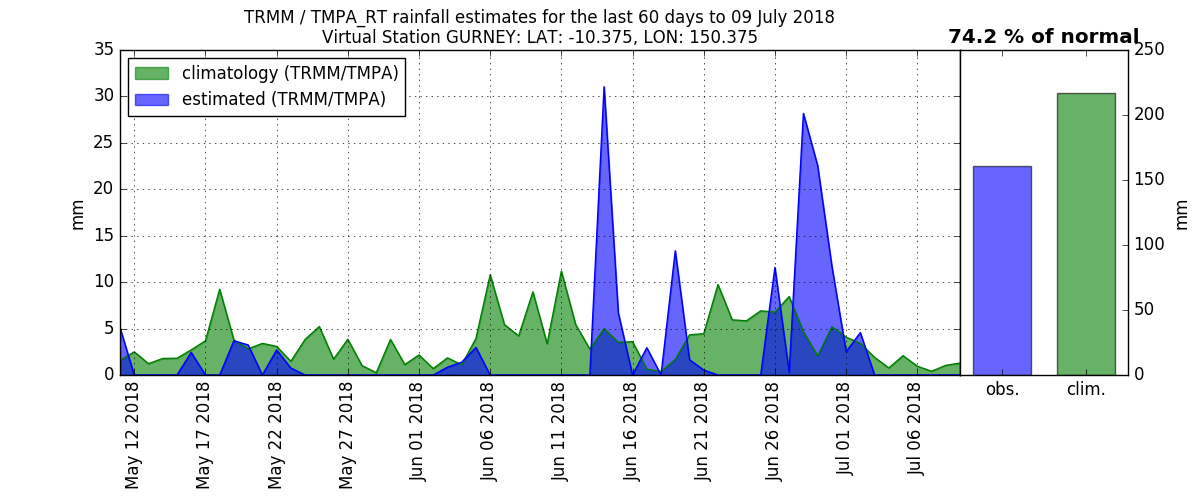 TRMM / TMPA_RT rainfall estimates for the last 60 days to 09 July 2018
Virtual Station GURNEY: LAT: -10.375, LON: 150.375
74.2 % of normal
climatology (TRMM/TMPA)
estimated (TRMM/TMPA)
35
30
25
20
15
10
5
0
mm
May 12 2018
May 17 2018
May 22 2018
May 27 2018
Jun 01 2018
Jun 06 2018
Jun 11 2018
Jun 16 2018
Jun 21 2018
Jun 26 2018
Jul 01 2018
Jul 06 2018
250
200
150
100
50
0
mm
obs.
clim.